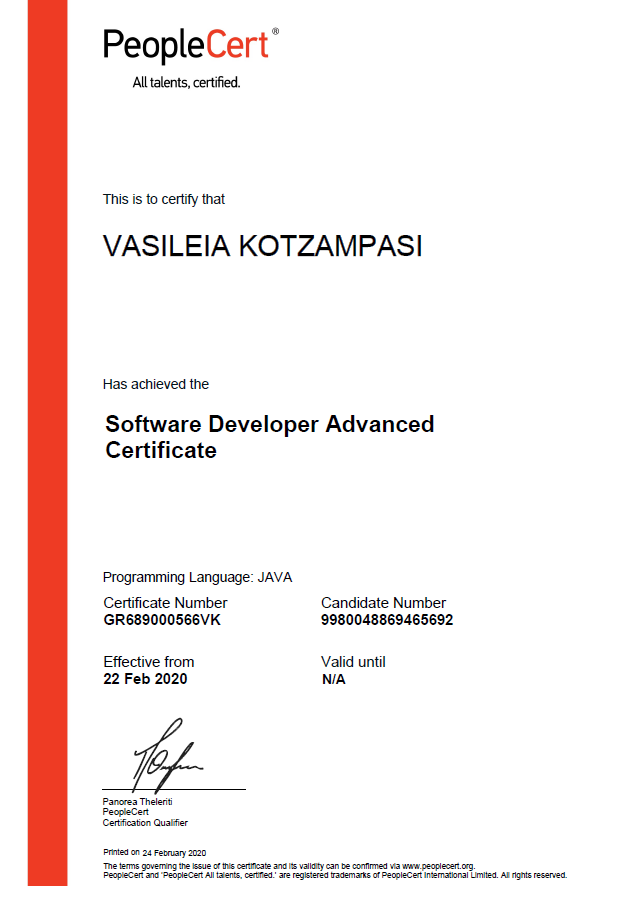 PeopleCert®
All talents, certified.
This is to certify that
VASILEIA KOTZAMPASI
Has achieved the
Software Developer Advanced
Certificate
Programming Language: JAVA
Certificate Number
GR689000566VK
Candidate Number
9980048869465692
Effective from
22 Feb 2020
Valid until
N/A
Panorea Theleriti
PeopleCert
Certification Qualifier
Printed on 24 February 2020
The terms governing the issue of this certificate and its validity can be confirmed via www.peoplecert.org.
PeopleCert and 'PeopleCert All talents, certified.' are registered trademarks of PeopleCert International Limited. All rights reserved.